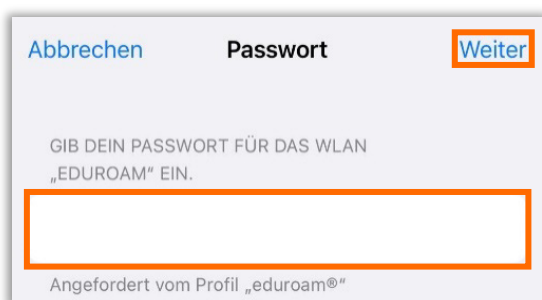 Abbrechen Passwort Weiter
GIB DEIN PASSWORT FÜR DAS WLAN
„EDUROAM“ EIN.
Angefordert vom Profil „eduroam®“